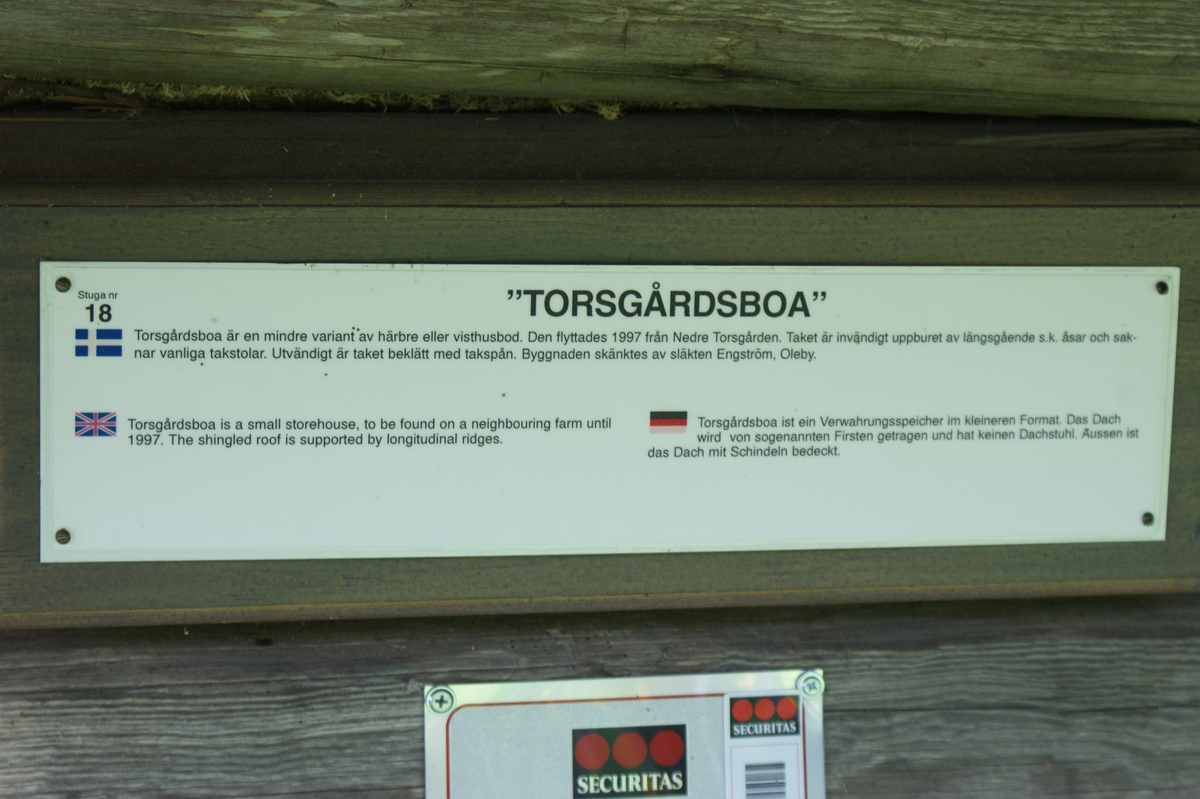 Stuga nr
18
"TORSGÅRDSBOA"
Torsgårdsboa är en mindre variant av härbre eller visthusbod. Den flyttades 1997 från Nedre Torsgården. Taket är invändigt uppburet av längsgående s.k. åsar och sak-
nar vanliga takstolar. Utvändigt är taket beklätt med takspån. Byggnaden skänktes av släkten Engström, Oleby.
Torsgårdsboa is a small storehouse, to be found on a neighbouring farm until
1997. The shingled roof is supported by longitudinal ridges.
Torsgårdsboa ist ein Verwahrungsspeicher im kleineren Format. Das Dach
wird von sogenannten Firsten getragen und hat keinen Dachstuhl. Aussen ist
das Dach mit Schindeln bedeckt.
SECURITAS
SECURITAS